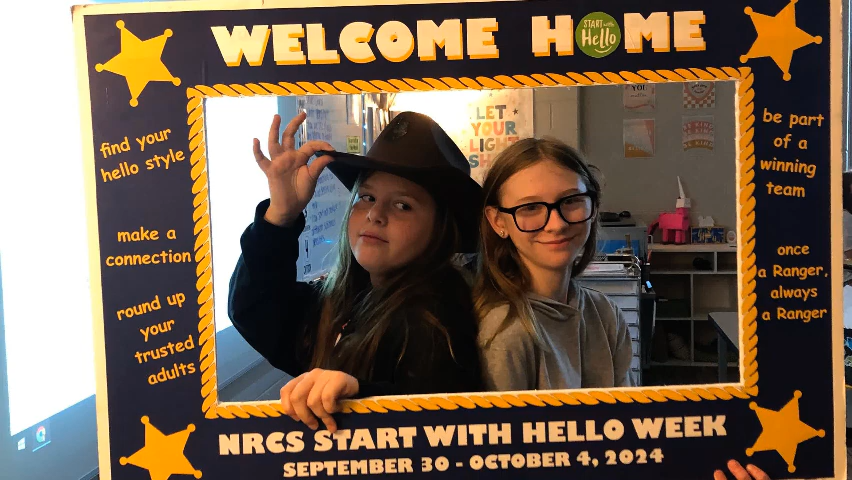 WELCOME HOME
START with Hello
find your
hello style
make a
connection
round up
your
trusted
adults
LET
YOUR
LIGHT
be part
of a
winning
team
once
a Ranger,
always
a Ranger
NRCS START WITH HELLO WEEK
SEPTEMBER 30 - OCTOBER 4, 2024